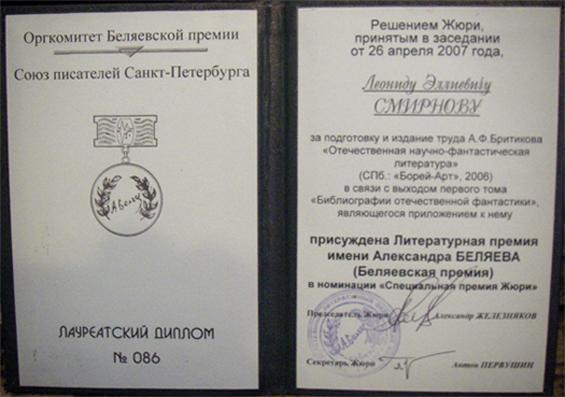 Оргкомитет Беляевской премии
Союз писателей Санкт-Петербурга
А. Беляев
ЛАУРЕАТСКИЙ ДИПЛОМ
№ 086
Решением Жюри,
принятым в заседании
от 26 апреля 2007 года,
Леониду Эллиевичу
СМИРНОВУ
за подготовку и издание труда А.Ф.Бритикова
«Отечественная научно-фантастическая
литература»
(СПб.: «Борей-Арт», 2006)
в связи с выходом первого тома
«Библиографии отечественной фантастики»,
являющегося приложением к нему
присуждена Литературная премия
имени Александра БЕЛЯЕВА
(Беляевская премия)
в номинации «Специальная премия Жюри»
Председатель Жюри Александр ЖЕЛЕЗНЯКОВ
Секретарь Жюри Антон ПЕРВУШИН